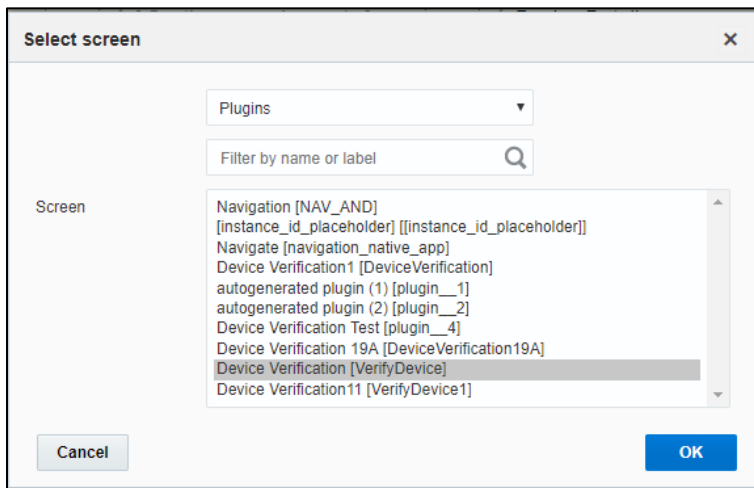 Select screen
Plugins
Filter by name or label
Screen
Navigation [NAV_AND]
[instance_id_placeholder] [[instance_id_placeholder]]
Navigate [navigation_native_app]
Device Verification1 [DeviceVerification]
autogenerated plugin (1) [plugin__1]
autogenerated plugin (2) [plugin__2]
Device Verification Test [plugin__4]
Device Verification 19A [DeviceVerification19A]
Device Verification [VerifyDevice]
Device Verification11 [VerifyDevice1]
Cancel
OK